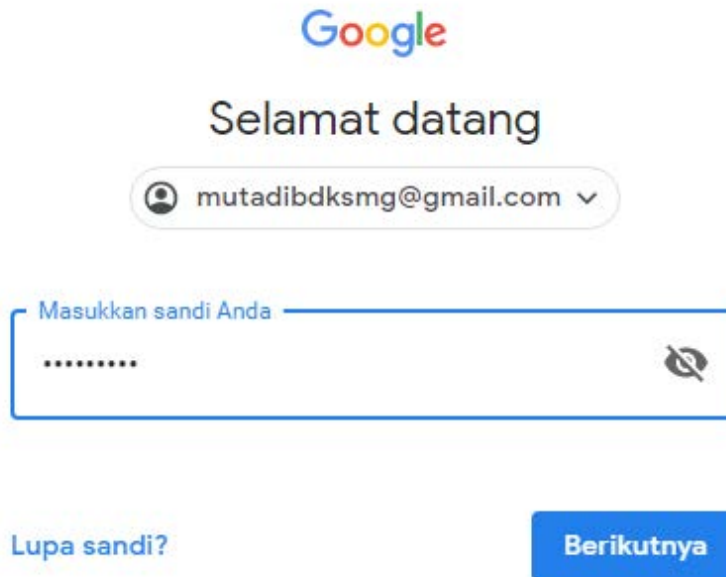 Google
Selamat datang
mutadibdksmg@gmail.com
Masukkan sandi Anda
•••••••••
Lupa sandi?
Berikutnya